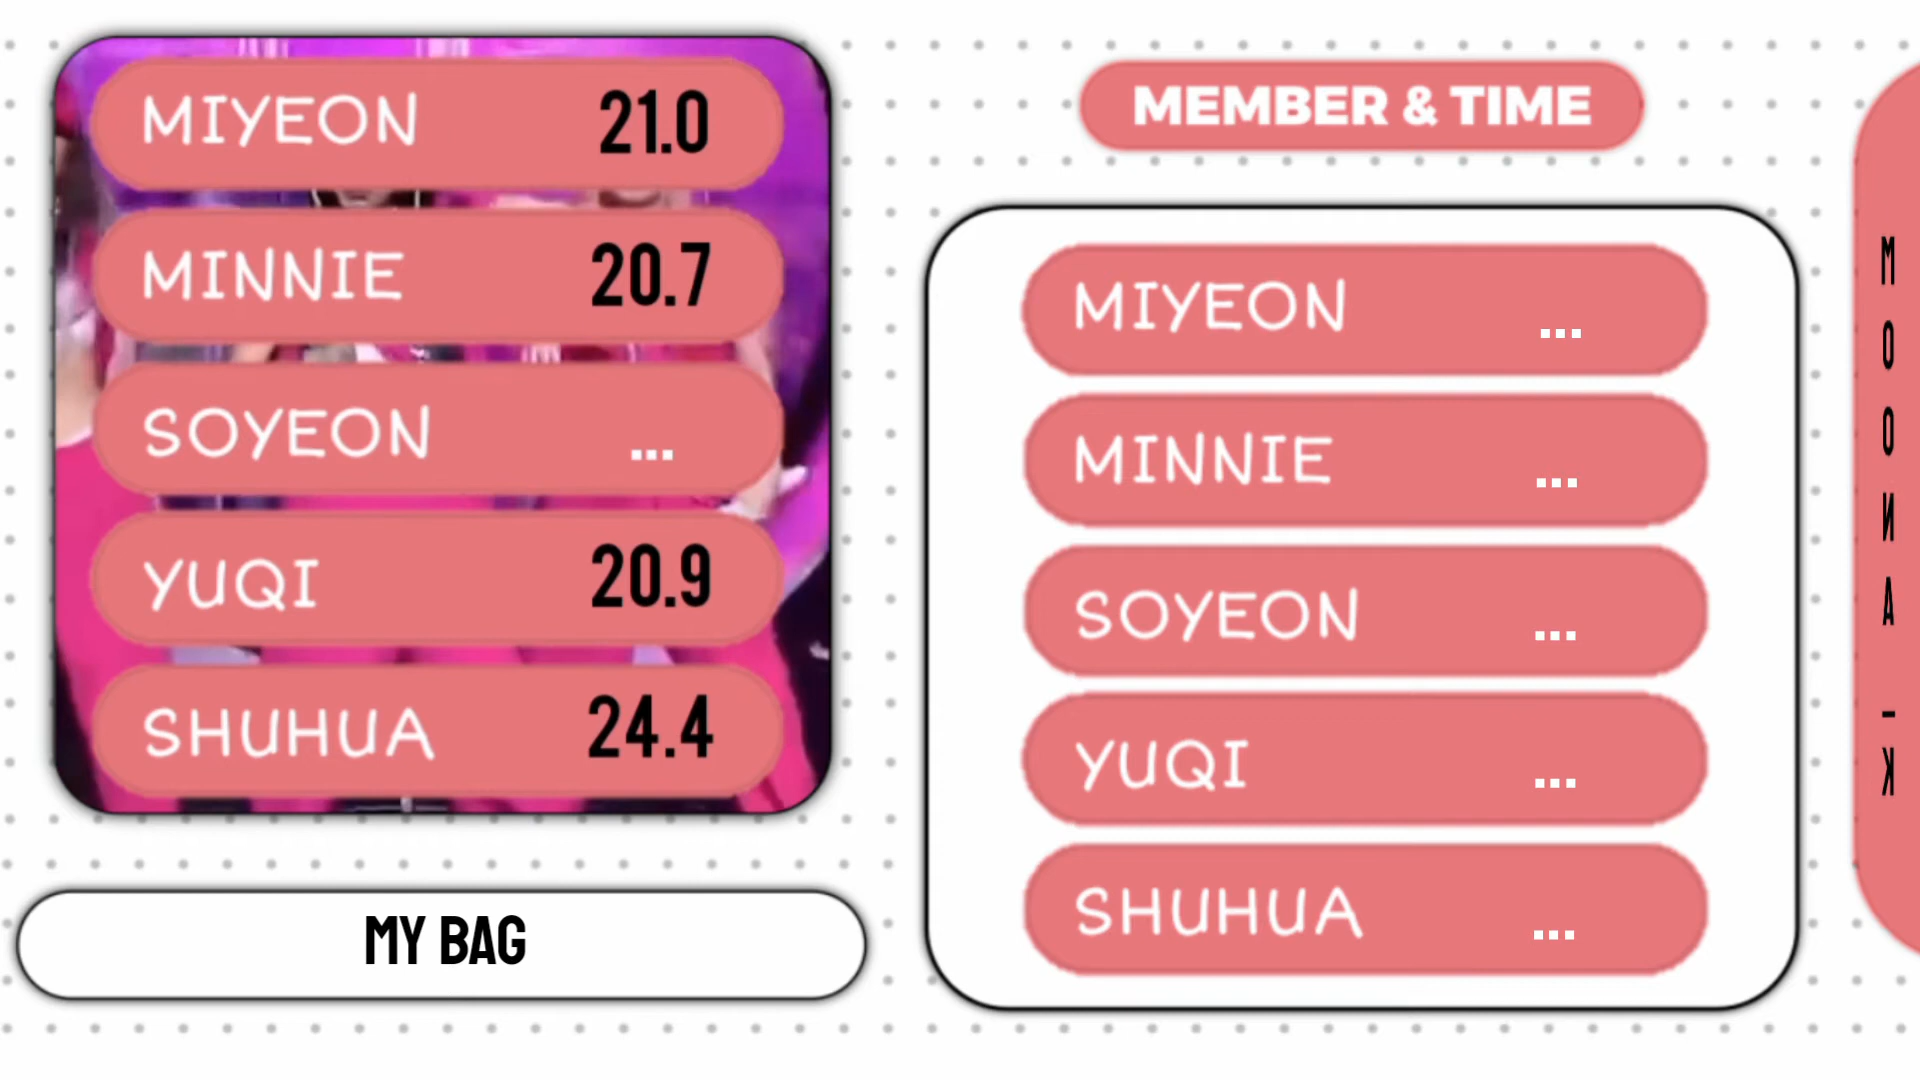 MIYEON 21.0
MINNIE 20.7
SOYEON ...
YUQI 20.9
SHUHUA 24.4
MY BAG
MEMBER & TIME
MIYEON ...
MINNIE ...
SOYEON ...
YUQI ...
SHUHUA ...
MOONA-K